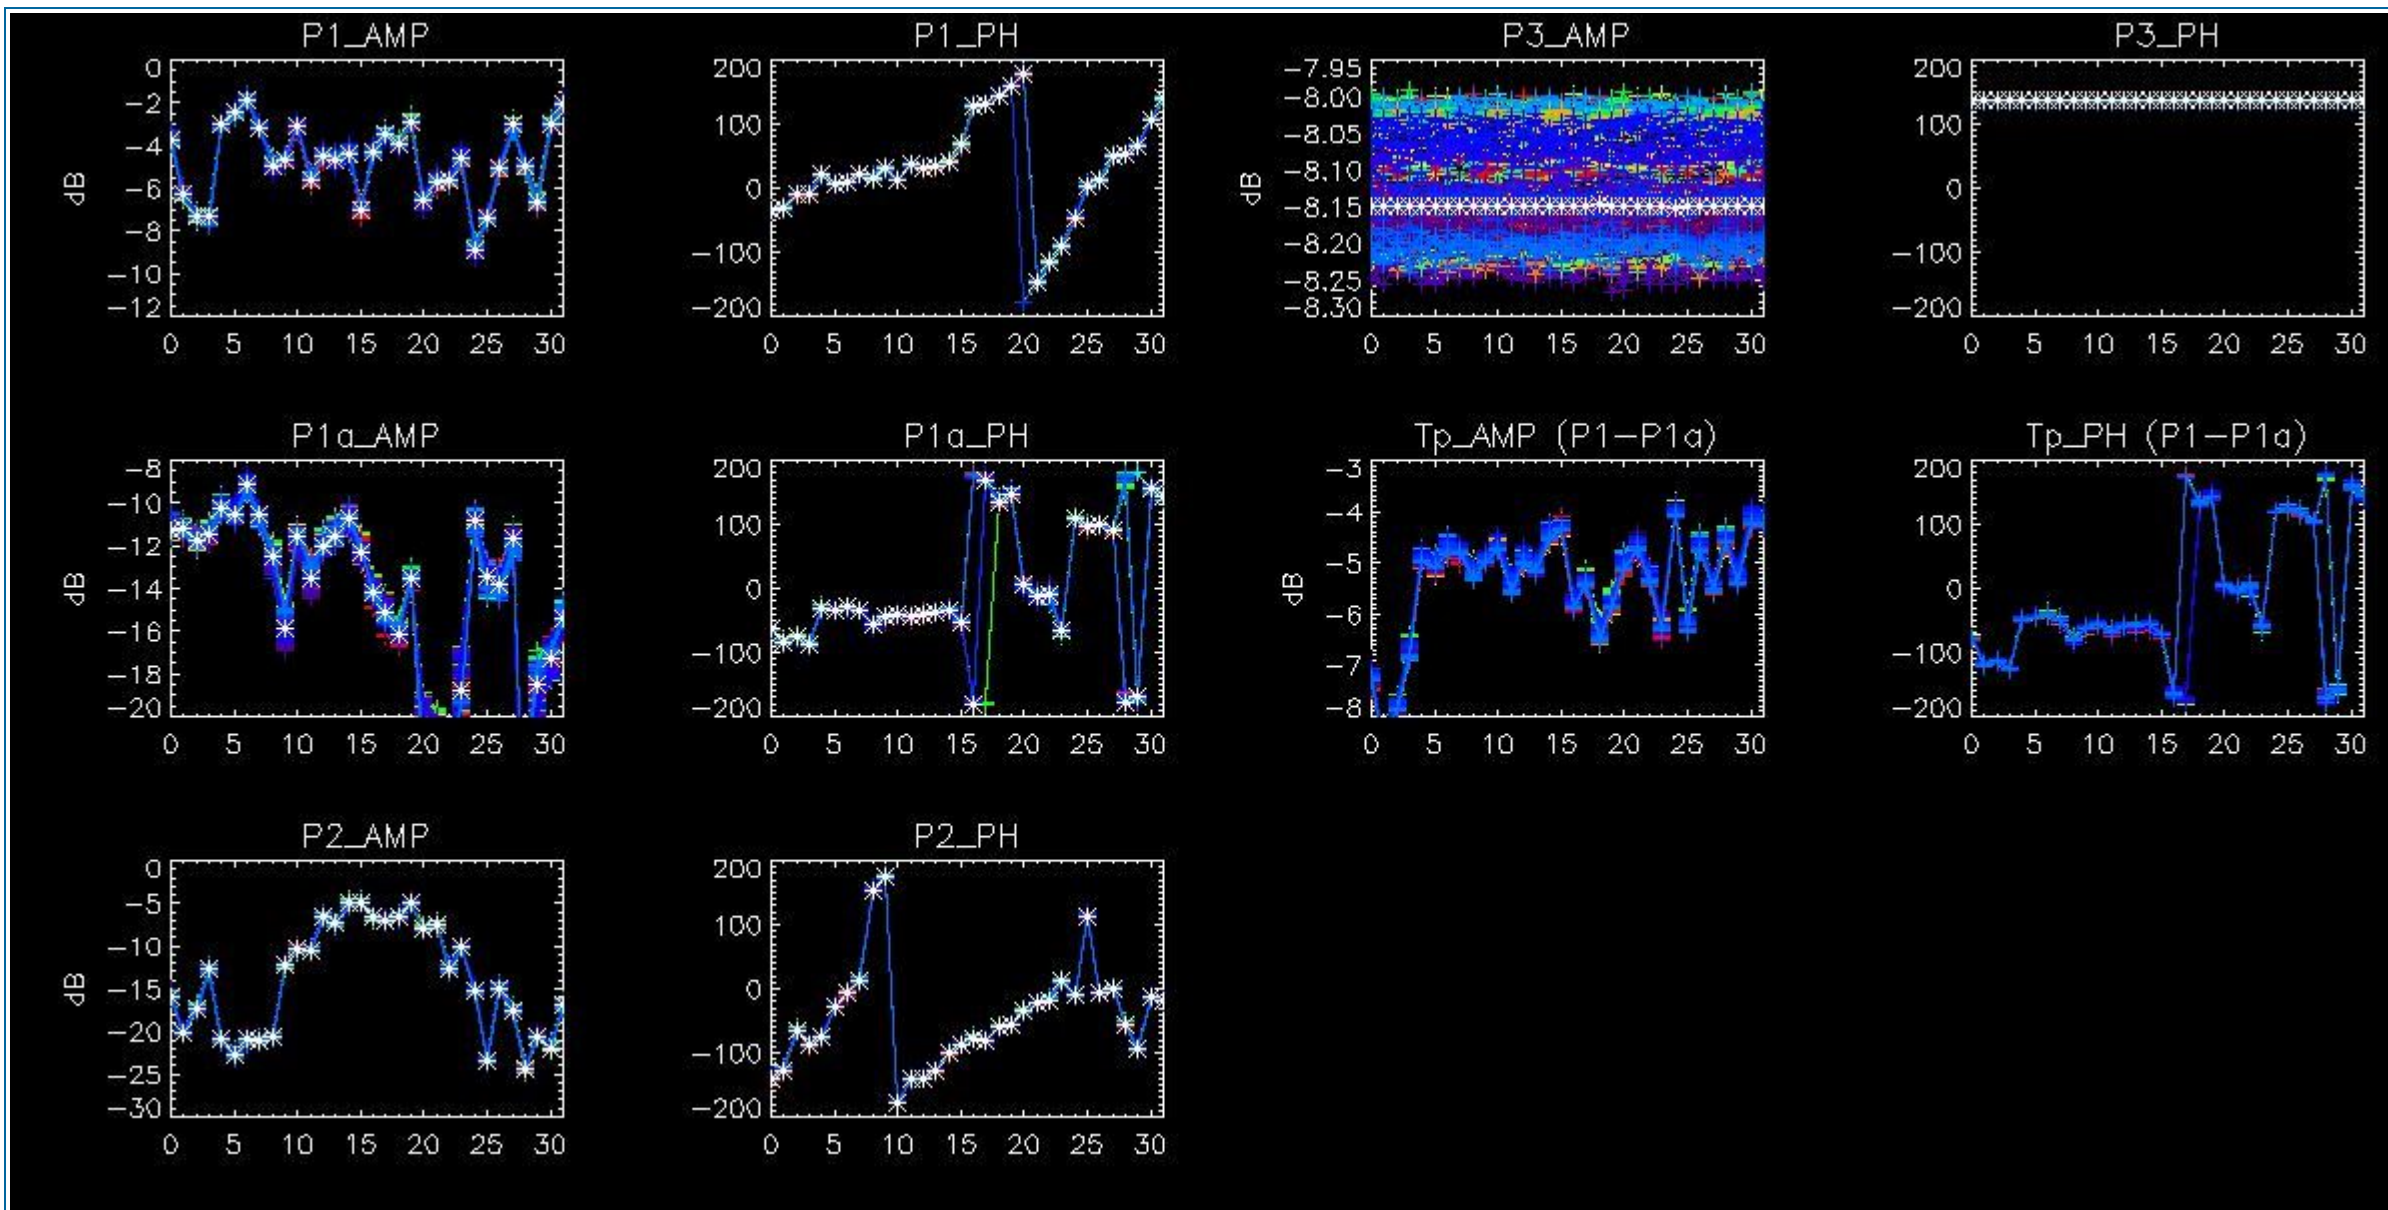 P1_AMP
P1_PH
P3_AMP
P3_PH
0
−2
−4
−6
−8
−10
−12
dB
0 5 10 15 20 25 30
200
100
0
−100
−200
0 5 10 15 20 25 30
−7.95
−8.00
−8.05
−8.10
−8.15
−8.20
−8.25
−8.30
dB
0 5 10 15 20 25 30
200
100
0
−100
−200
0 5 10 15 20 25 30
P1a_AMP
P1a_PH
Tp_AMP (P1−P1a)
Tp_PH (P1−P1a)
−8
−10
−12
−14
−16
−18
−20
dB
0 5 10 15 20 25 30
200
100
0
−100
−200
0 5 10 15 20 25 30
−3
−4
−5
−6
−7
−8
dB
0 5 10 15 20 25 30
200
100
0
−100
−200
0 5 10 15 20 25 30
P2_AMP
P2_PH
0
−5
−10
−15
−20
−25
−30
dB
0 5 10 15 20 25 30
200
100
0
−100
−200
0 5 10 15 20 25 30